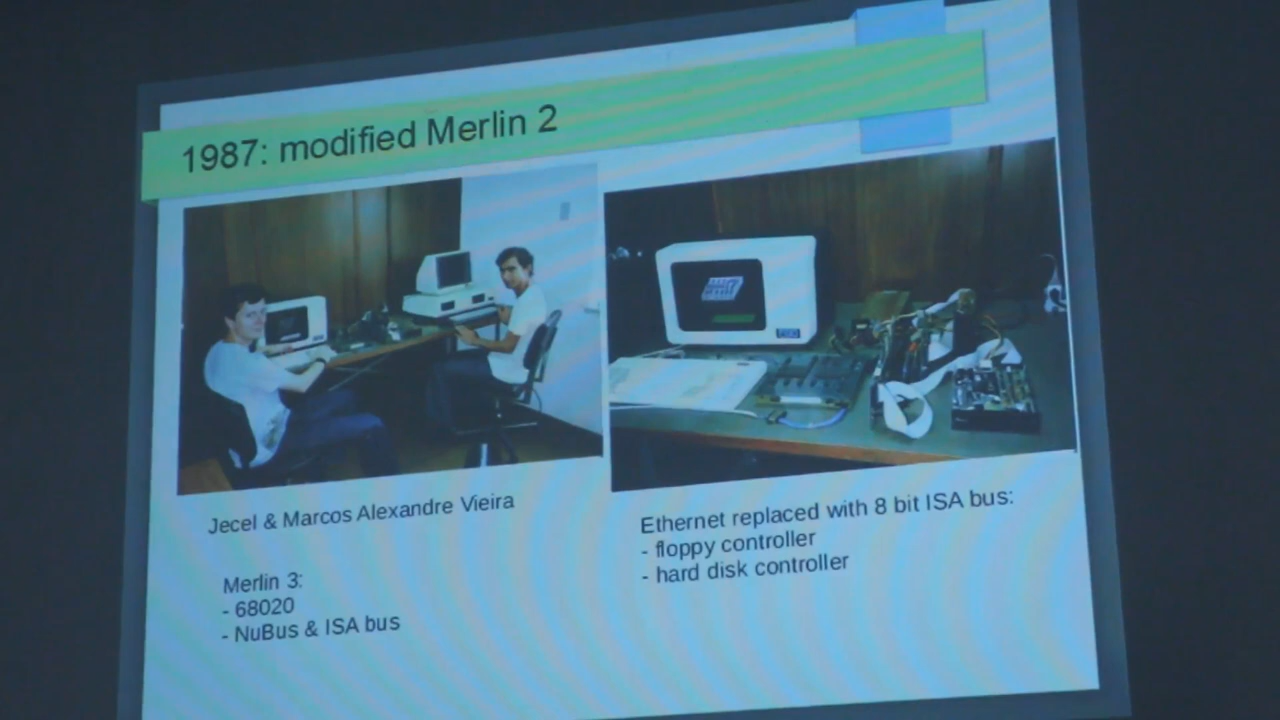 1987: modified Merlin 2
Jecel & Marcos Alexandre Vieira
Merlin 3:
- 68020
- NuBus & ISA bus
Ethernet replaced with 8 bit ISA bus:
- floppy controller
- hard disk controller